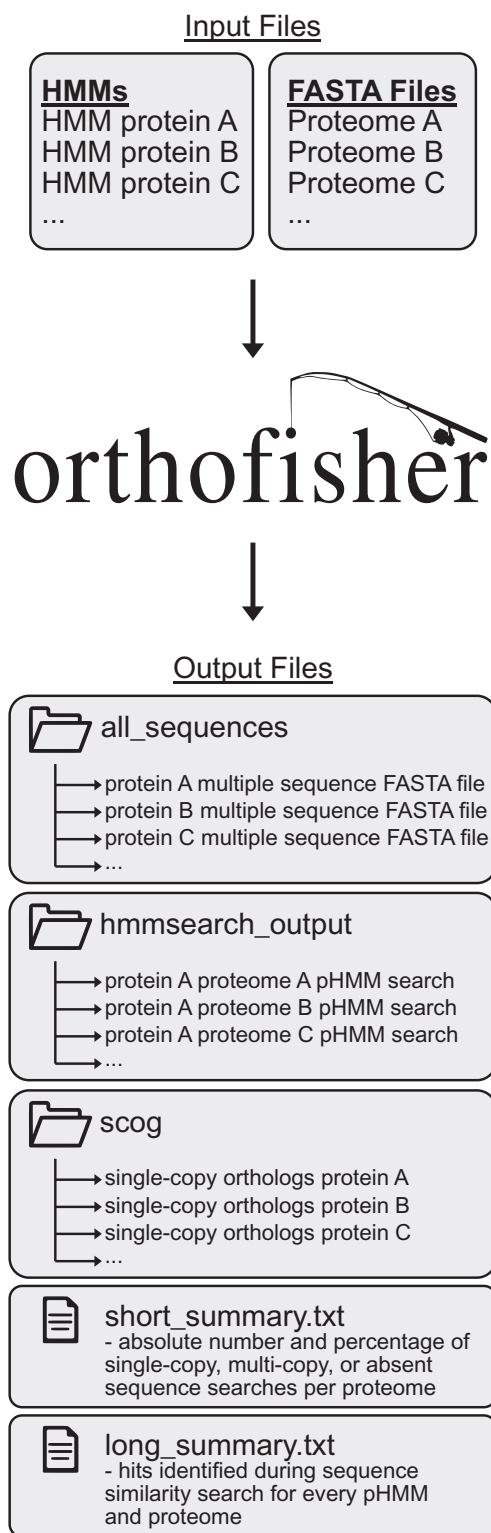 Input Files
HMMs
HMM protein A
HMM protein B
HMM protein C
...
FASTA Files
Proteome A
Proteome B
Proteome C
...
orthofisher
Output Files
all_sequences
protein A multiple sequence FASTA file
protein B multiple sequence FASTA file
protein C multiple sequence FASTA file
...
hmmsearch_output
protein A proteome A pHMM search
protein A proteome B pHMM search
protein A proteome C pHMM search
...
scog
single-copy orthologs protein A
single-copy orthologs protein B
single-copy orthologs protein C
...
short_summary.txt
- absolute number and percentage of
single-copy, multi-copy, or absent
sequence searches per proteome
long_summary.txt
- hits identified during sequence
similarity search for every pHMM
and proteome